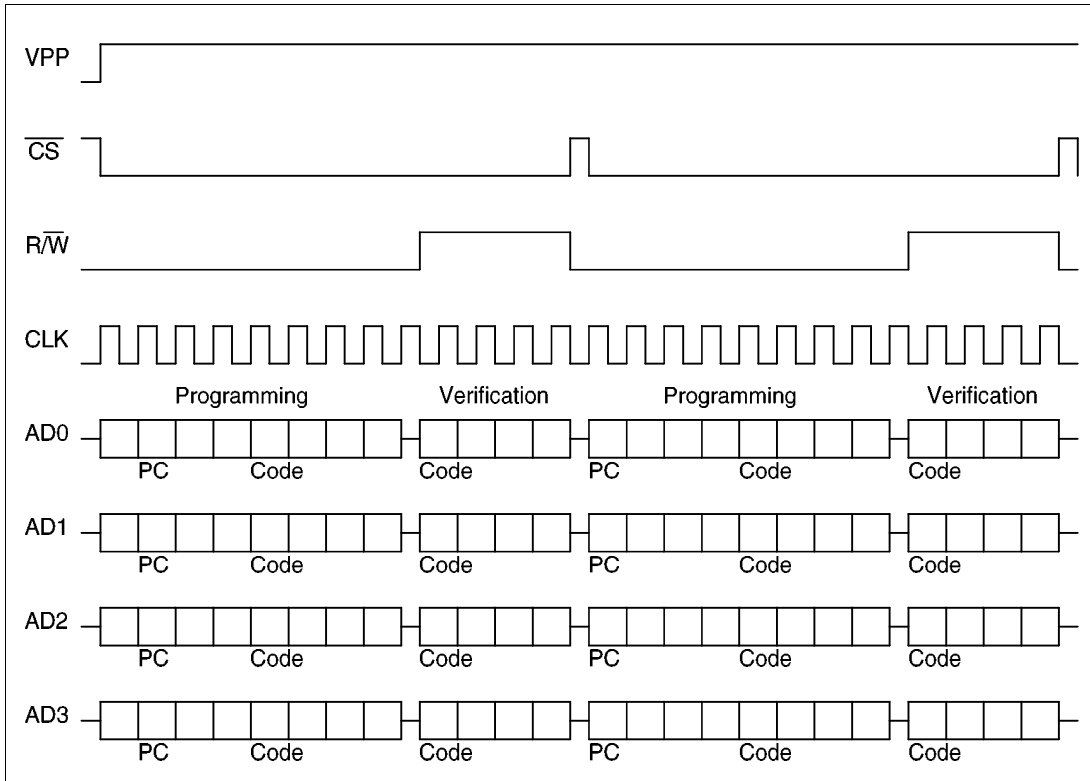 VPP
C̅S̅
R/W̅
CLK
Programming Verification Programming Verification
AD0
PC Code Code PC Code Code
AD1
PC Code Code PC Code Code
AD2
PC Code Code PC Code Code
AD3
PC Code Code PC Code Code